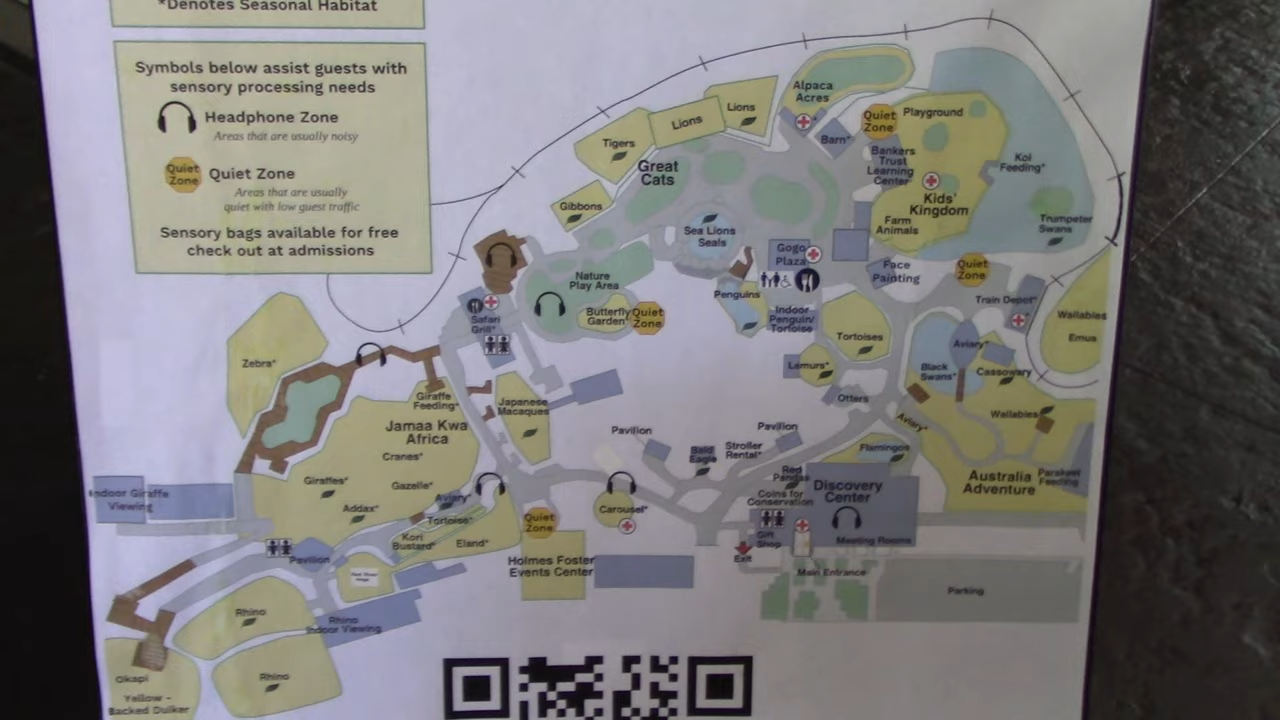 *Denotes Seasonal Habitat
Symbols below assist guests with
sensory processing needs
Headphone Zone
Areas that are usually noisy
Quiet
Zone
Quiet Zone
Areas that are usually
quiet with low guest traffic
Sensory bags available for free
check out at admissions
Alpaca
Acres
Lions
Lions
Tigers
Great
Cats
Gibbons
Barn*
Quiet
Zone
Playground
Bankers
Trust
Learning
Center
Koi
Feeding*
Kids'
Kingdom
Farm
Animals
Trumpeter
Swans
Sea Lions
Seals
Gogo
Plaza
Face
Painting
Quiet
Zone
Train Depot*
Wallabies
Emus
Nature
Play Area
Butterfly
Garden*
Quiet
Zone
Penguins
Indoor
Penguin/
Tortoise
Tortoises
Safari
Grill*
Zebra*
Lemurs*
Otters
Black
Swans*
Aviary*
Cassowary
Wallabies
Aviary*
Giraffe
Feeding*
Japanese
Macaques
Jamaa Kwa
Africa
Cranes*
Giraffes*
Gazelle*
Addax*
Aviary*
Tortoise*
Kori
Bustard*
Eland*
Indoor Giraffe
Viewing
Pavilion
Pavilion
Bald
Eagle
Stroller
Rental*
Flamingos
Red
Pandas
Coins for
Conservation
Discovery
Center
Australia
Adventure
Parakeet
Feeding
Carousel*
Quiet
Zone
Holmes Foster
Events Center
Gift
Shop
Meeting Rooms
Exit
Main Entrance
Parking
Pavilion
Rhino
Rhino
Indoor Viewing
Rhino
Okapi
Yellow -
Backed Duiker